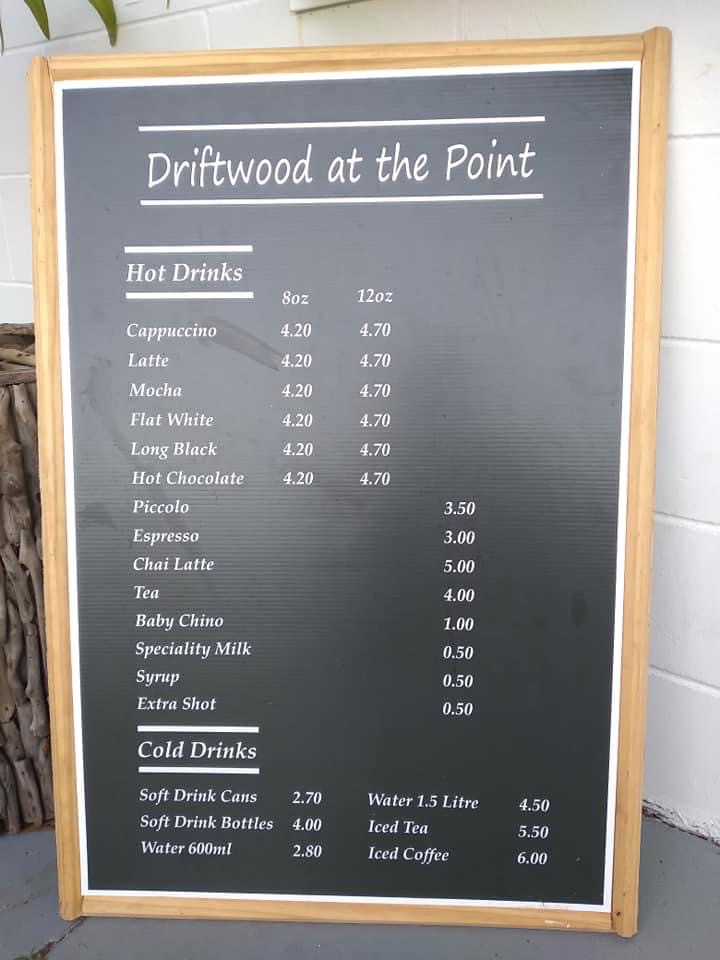 Driftwood at the Point
Hot Drinks
8oz 12oz
Cappuccino 4.20 4.70
Latte 4.20 4.70
Mocha 4.20 4.70
Flat White 4.20 4.70
Long Black 4.20 4.70
Hot Chocolate 4.20 4.70
Piccolo 3.50
Espresso 3.00
Chai Latte 5.00
Tea 4.00
Baby Chino 1.00
Speciality Milk 0.50
Syrup 0.50
Extra Shot 0.50
Cold Drinks
Soft Drink Cans 2.70 Water 1.5 Litre 4.50
Soft Drink Bottles 4.00 Iced Tea 5.50
Water 600ml 2.80 Iced Coffee 6.00